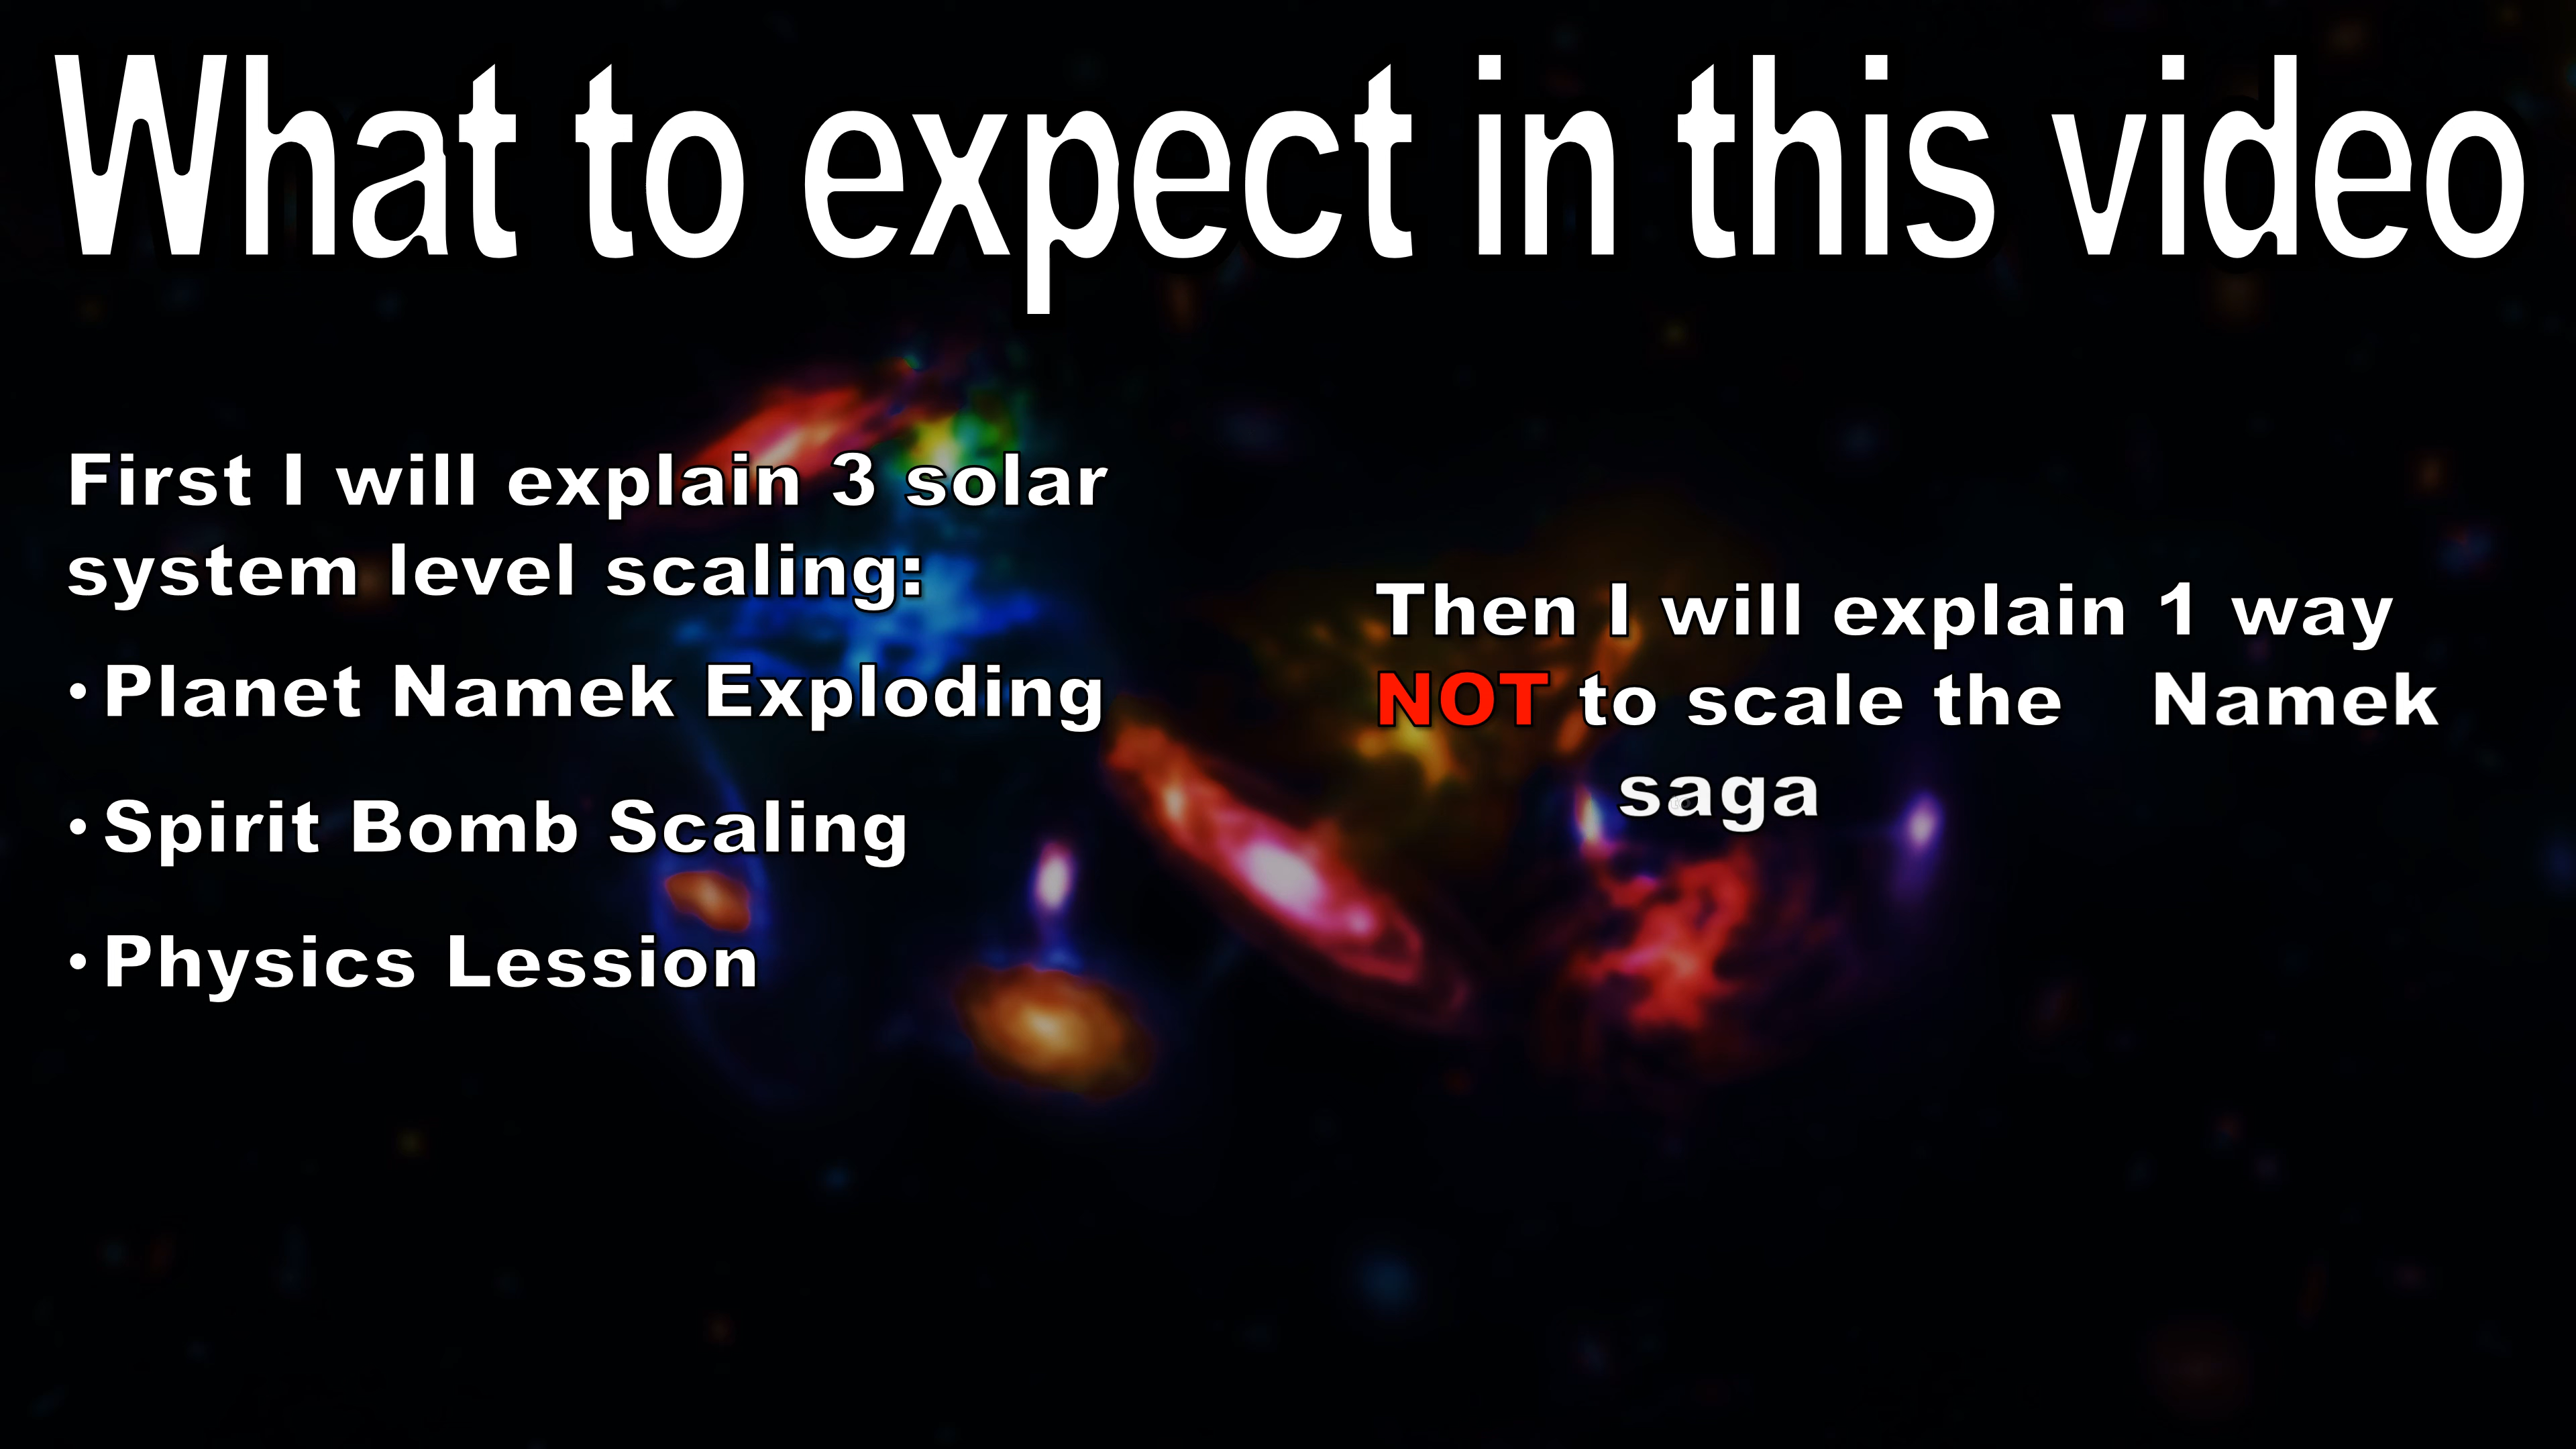 What to expect in this video
First I will explain 3 solar
system level scaling:
• Planet Namek Exploding
• Spirit Bomb Scaling
• Physics Lession
Then I will explain 1 way
NOT to scale the Namek
saga